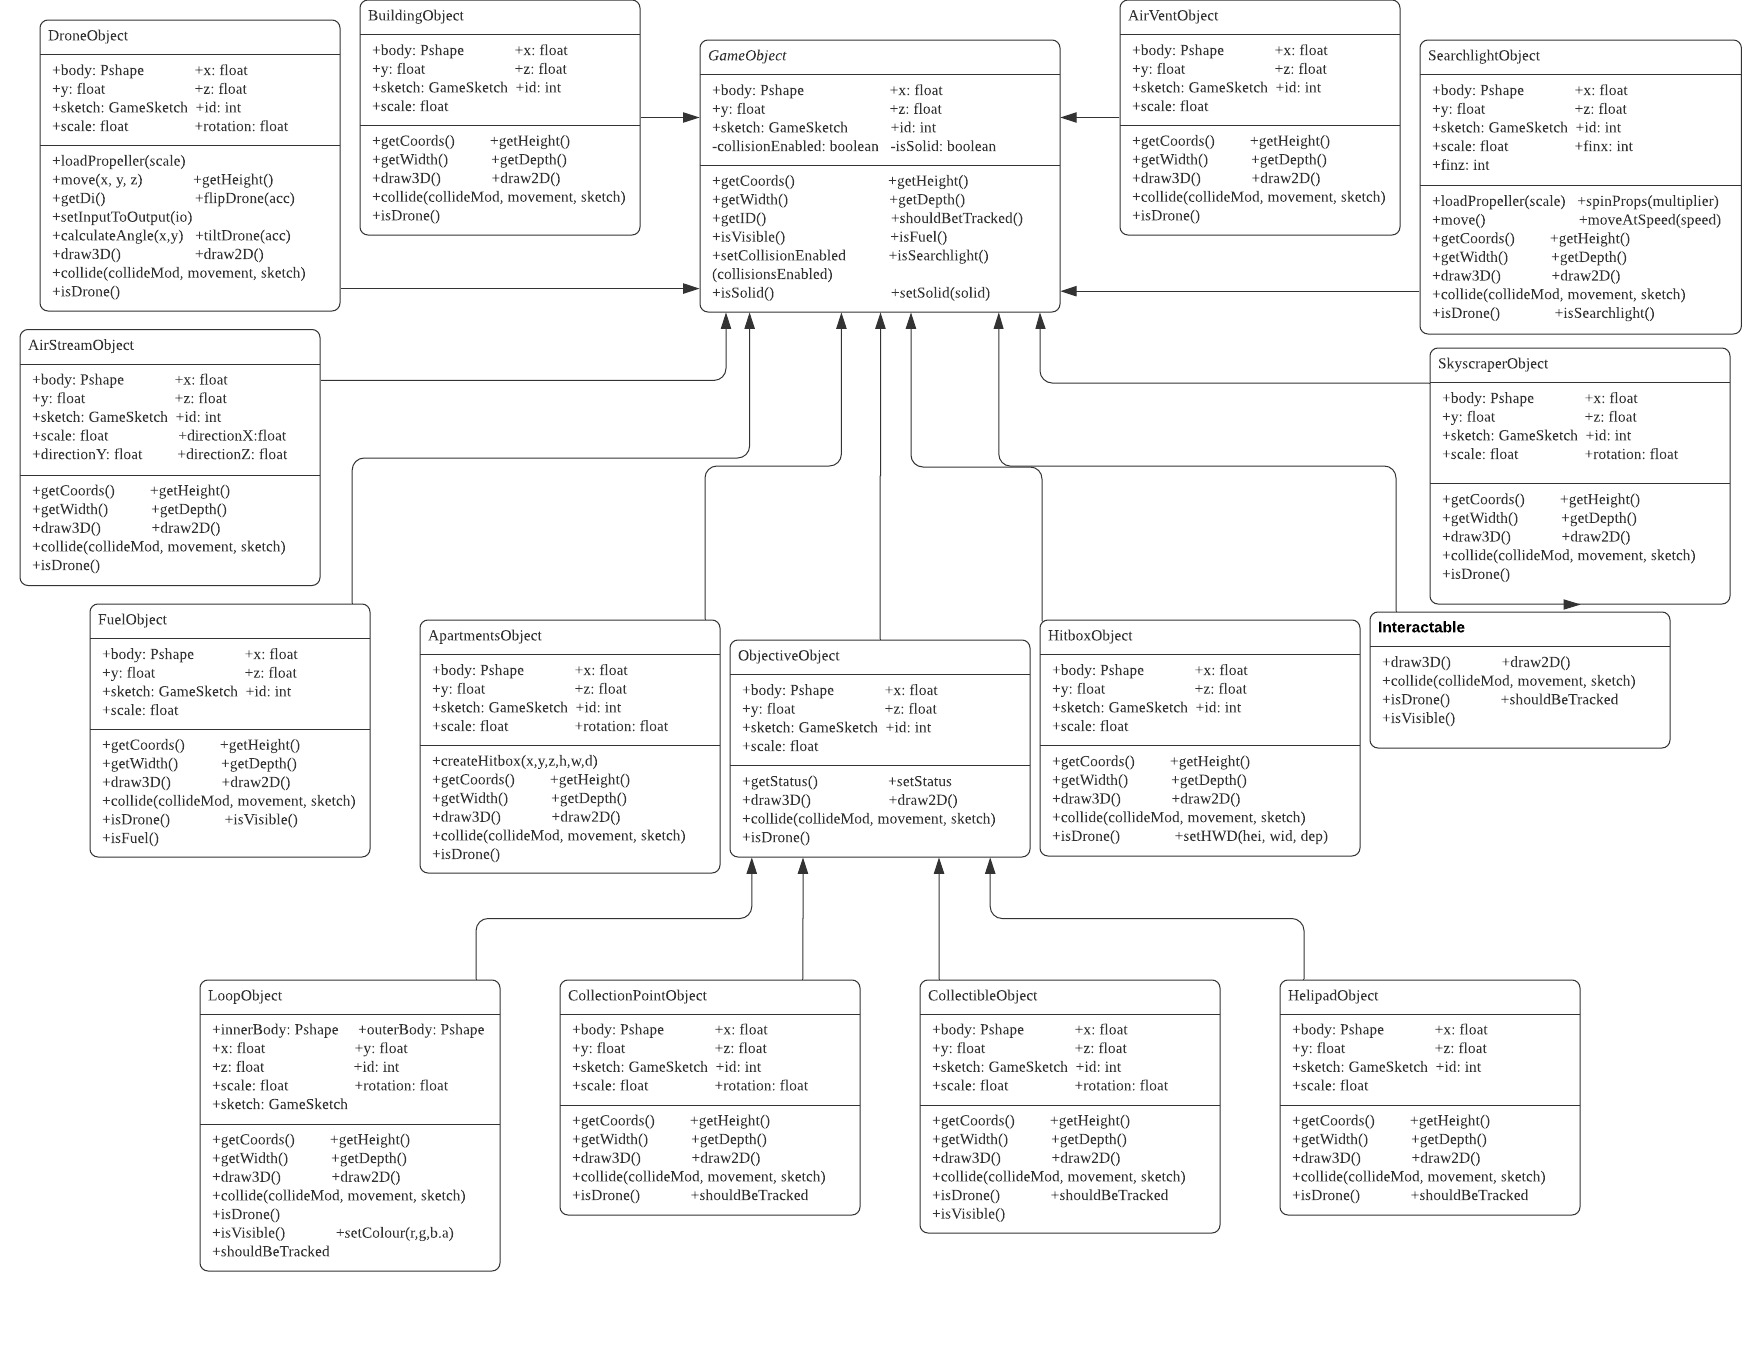 DroneObject
+body: Pshape +x: float
+y: float +z: float
+sketch: GameSketch +id: int
+scale: float +rotation: float
+loadPropeller(scale)
+move(x, y, z) +getHeight()
+getDi() +flipDrone(acc)
+setInputToOutput(io)
+calculateAngle(x,y) +tiltDrone(acc)
+draw3D() +draw2D()
+collide(collideMod, movement, sketch)
+isDrone()
BuildingObject
+body: Pshape +x: float
+y: float +z: float
+sketch: GameSketch +id: int
+scale: float
+getCoords() +getHeight()
+getWidth() +getDepth()
+draw3D() +draw2D()
+collide(collideMod, movement, sketch)
+isDrone()
GameObject
+body: Pshape +x: float
+y: float +z: float
+sketch: GameSketch +id: int
-collisionEnabled: boolean -isSolid: boolean
+getCoords() +getHeight()
+getWidth() +getDepth()
+getID() +shouldBetTracked()
+isVisible() +isFuel()
+setCollisionEnabled +isSearchlight()
(collisionsEnabled)
+isSolid() +setSolid(solid)
AirVentObject
+body: Pshape +x: float
+y: float +z: float
+sketch: GameSketch +id: int
+scale: float
+getCoords() +getHeight()
+getWidth() +getDepth()
+draw3D() +draw2D()
+collide(collideMod, movement, sketch)
+isDrone()
SearchlightObject
+body: Pshape +x: float
+y: float +z: float
+sketch: GameSketch +id: int
+scale: float +finx: int
+finz: int
+loadPropeller(scale) +spinProps(multiplier)
+move() +moveAtSpeed(speed)
+getCoords() +getHeight()
+getWidth() +getDepth()
+draw3D() +draw2D()
+collide(collideMod, movement, sketch)
+isDrone() +isSearchlight()
AirStreamObject
+body: Pshape +x: float
+y: float +z: float
+sketch: GameSketch +id: int
+scale: float +directionX:float
+directionY: float +directionZ: float
+getCoords() +getHeight()
+getWidth() +getDepth()
+draw3D() +draw2D()
+collide(collideMod, movement, sketch)
+isDrone()
SkyscraperObject
+body: Pshape +x: float
+y: float +z: float
+sketch: GameSketch +id: int
+scale: float +rotation: float
+getCoords() +getHeight()
+getWidth() +getDepth()
+draw3D() +draw2D()
+collide(collideMod, movement, sketch)
+isDrone()
FuelObject
+body: Pshape +x: float
+y: float +z: float
+sketch: GameSketch +id: int
+scale: float
+getCoords() +getHeight()
+getWidth() +getDepth()
+draw3D() +draw2D()
+collide(collideMod, movement, sketch)
+isDrone() +isVisible()
+isFuel()
ApartmentsObject
+body: Pshape +x: float
+y: float +z: float
+sketch: GameSketch +id: int
+scale: float +rotation: float
+createHitbox(x,y,z,h,w,d)
+getCoords() +getHeight()
+getWidth() +getDepth()
+draw3D() +draw2D()
+collide(collideMod, movement, sketch)
+isDrone()
ObjectiveObject
+body: Pshape +x: float
+y: float +z: float
+sketch: GameSketch +id: int
+scale: float
+getStatus() +setStatus
+draw3D() +draw2D()
+collide(collideMod, movement, sketch)
+isDrone()
HitboxObject
+body: Pshape +x: float
+y: float +z: float
+sketch: GameSketch +id: int
+scale: float
+getCoords() +getHeight()
+getWidth() +getDepth()
+draw3D() +draw2D()
+collide(collideMod, movement, sketch)
+isDrone() +setHWD(hei, wid, dep)
Interactable
+draw3D() +draw2D()
+collide(collideMod, movement, sketch)
+isDrone() +shouldBeTracked
+isVisible()
LoopObject
+innerBody: Pshape +outerBody: Pshape
+x: float +y: float
+z: float +id: int
+scale: float +rotation: float
+sketch: GameSketch
+getCoords() +getHeight()
+getWidth() +getDepth()
+draw3D() +draw2D()
+collide(collideMod, movement, sketch)
+isDrone()
+isVisible() +setColour(r,g,b.a)
+shouldBeTracked
CollectionPointObject
+body: Pshape +x: float
+y: float +z: float
+sketch: GameSketch +id: int
+scale: float +rotation: float
+getCoords() +getHeight()
+getWidth() +getDepth()
+draw3D() +draw2D()
+collide(collideMod, movement, sketch)
+isDrone() +shouldBeTracked
CollectibleObject
+body: Pshape +x: float
+y: float +z: float
+sketch: GameSketch +id: int
+scale: float +rotation: float
+getCoords() +getHeight()
+getWidth() +getDepth()
+draw3D() +draw2D()
+collide(collideMod, movement, sketch)
+isDrone() +shouldBeTracked
+isVisible()
HelipadObject
+body: Pshape +x: float
+y: float +z: float
+sketch: GameSketch +id: int
+scale: float
+getCoords() +getHeight()
+getWidth() +getDepth()
+draw3D() +draw2D()
+collide(collideMod, movement, sketch)
+isDrone() +shouldBeTracked